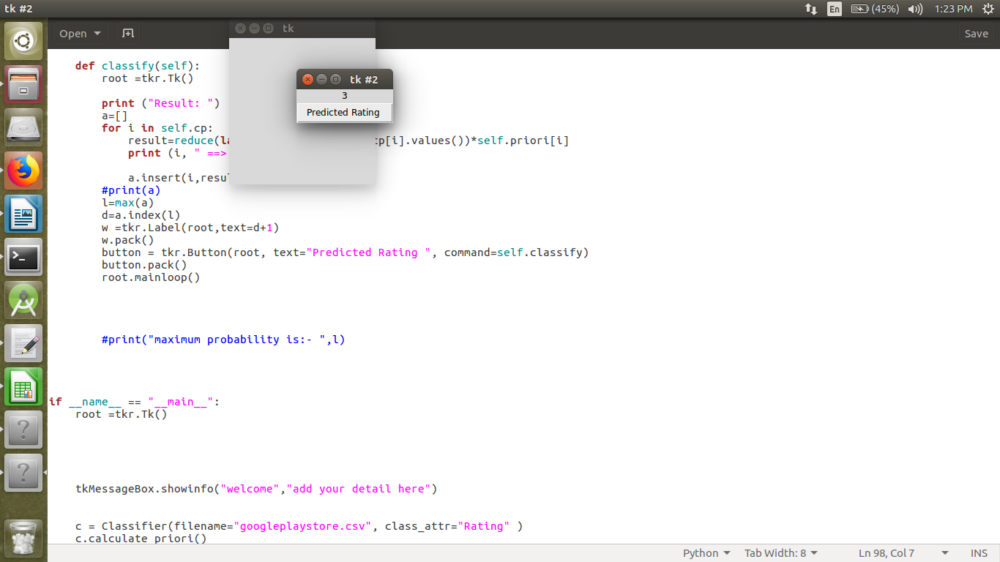 tk #2
En
(45%)
1:23 PM
Open
Save
tk
tk #2
3
Predicted Rating
def classify(self):
root =tkr.Tk()
print ("Result: ")
a=[]
for i in self.cp:
result=reduce(
cp[i].values())*self.priori[i]
print (i, " ==>
a.insert(i,resul
#print(a)
l=max(a)
d=a.index(l)
w =tkr.Label(root,text=d+1)
w.pack()
button = tkr.Button(root, text="Predicted Rating ", command=self.classify)
button.pack()
root.mainloop()
#print("maximum probability is:- ",l)
if __name__ == "__main__":
root =tkr.Tk()
tkMessageBox.showinfo("welcome","add your detail here")
c = Classifier(filename="googleplaystore.csv", class_attr="Rating" )
c.calculate_priori()
Python
Tab Width: 8
Ln 98, Col 7
INS